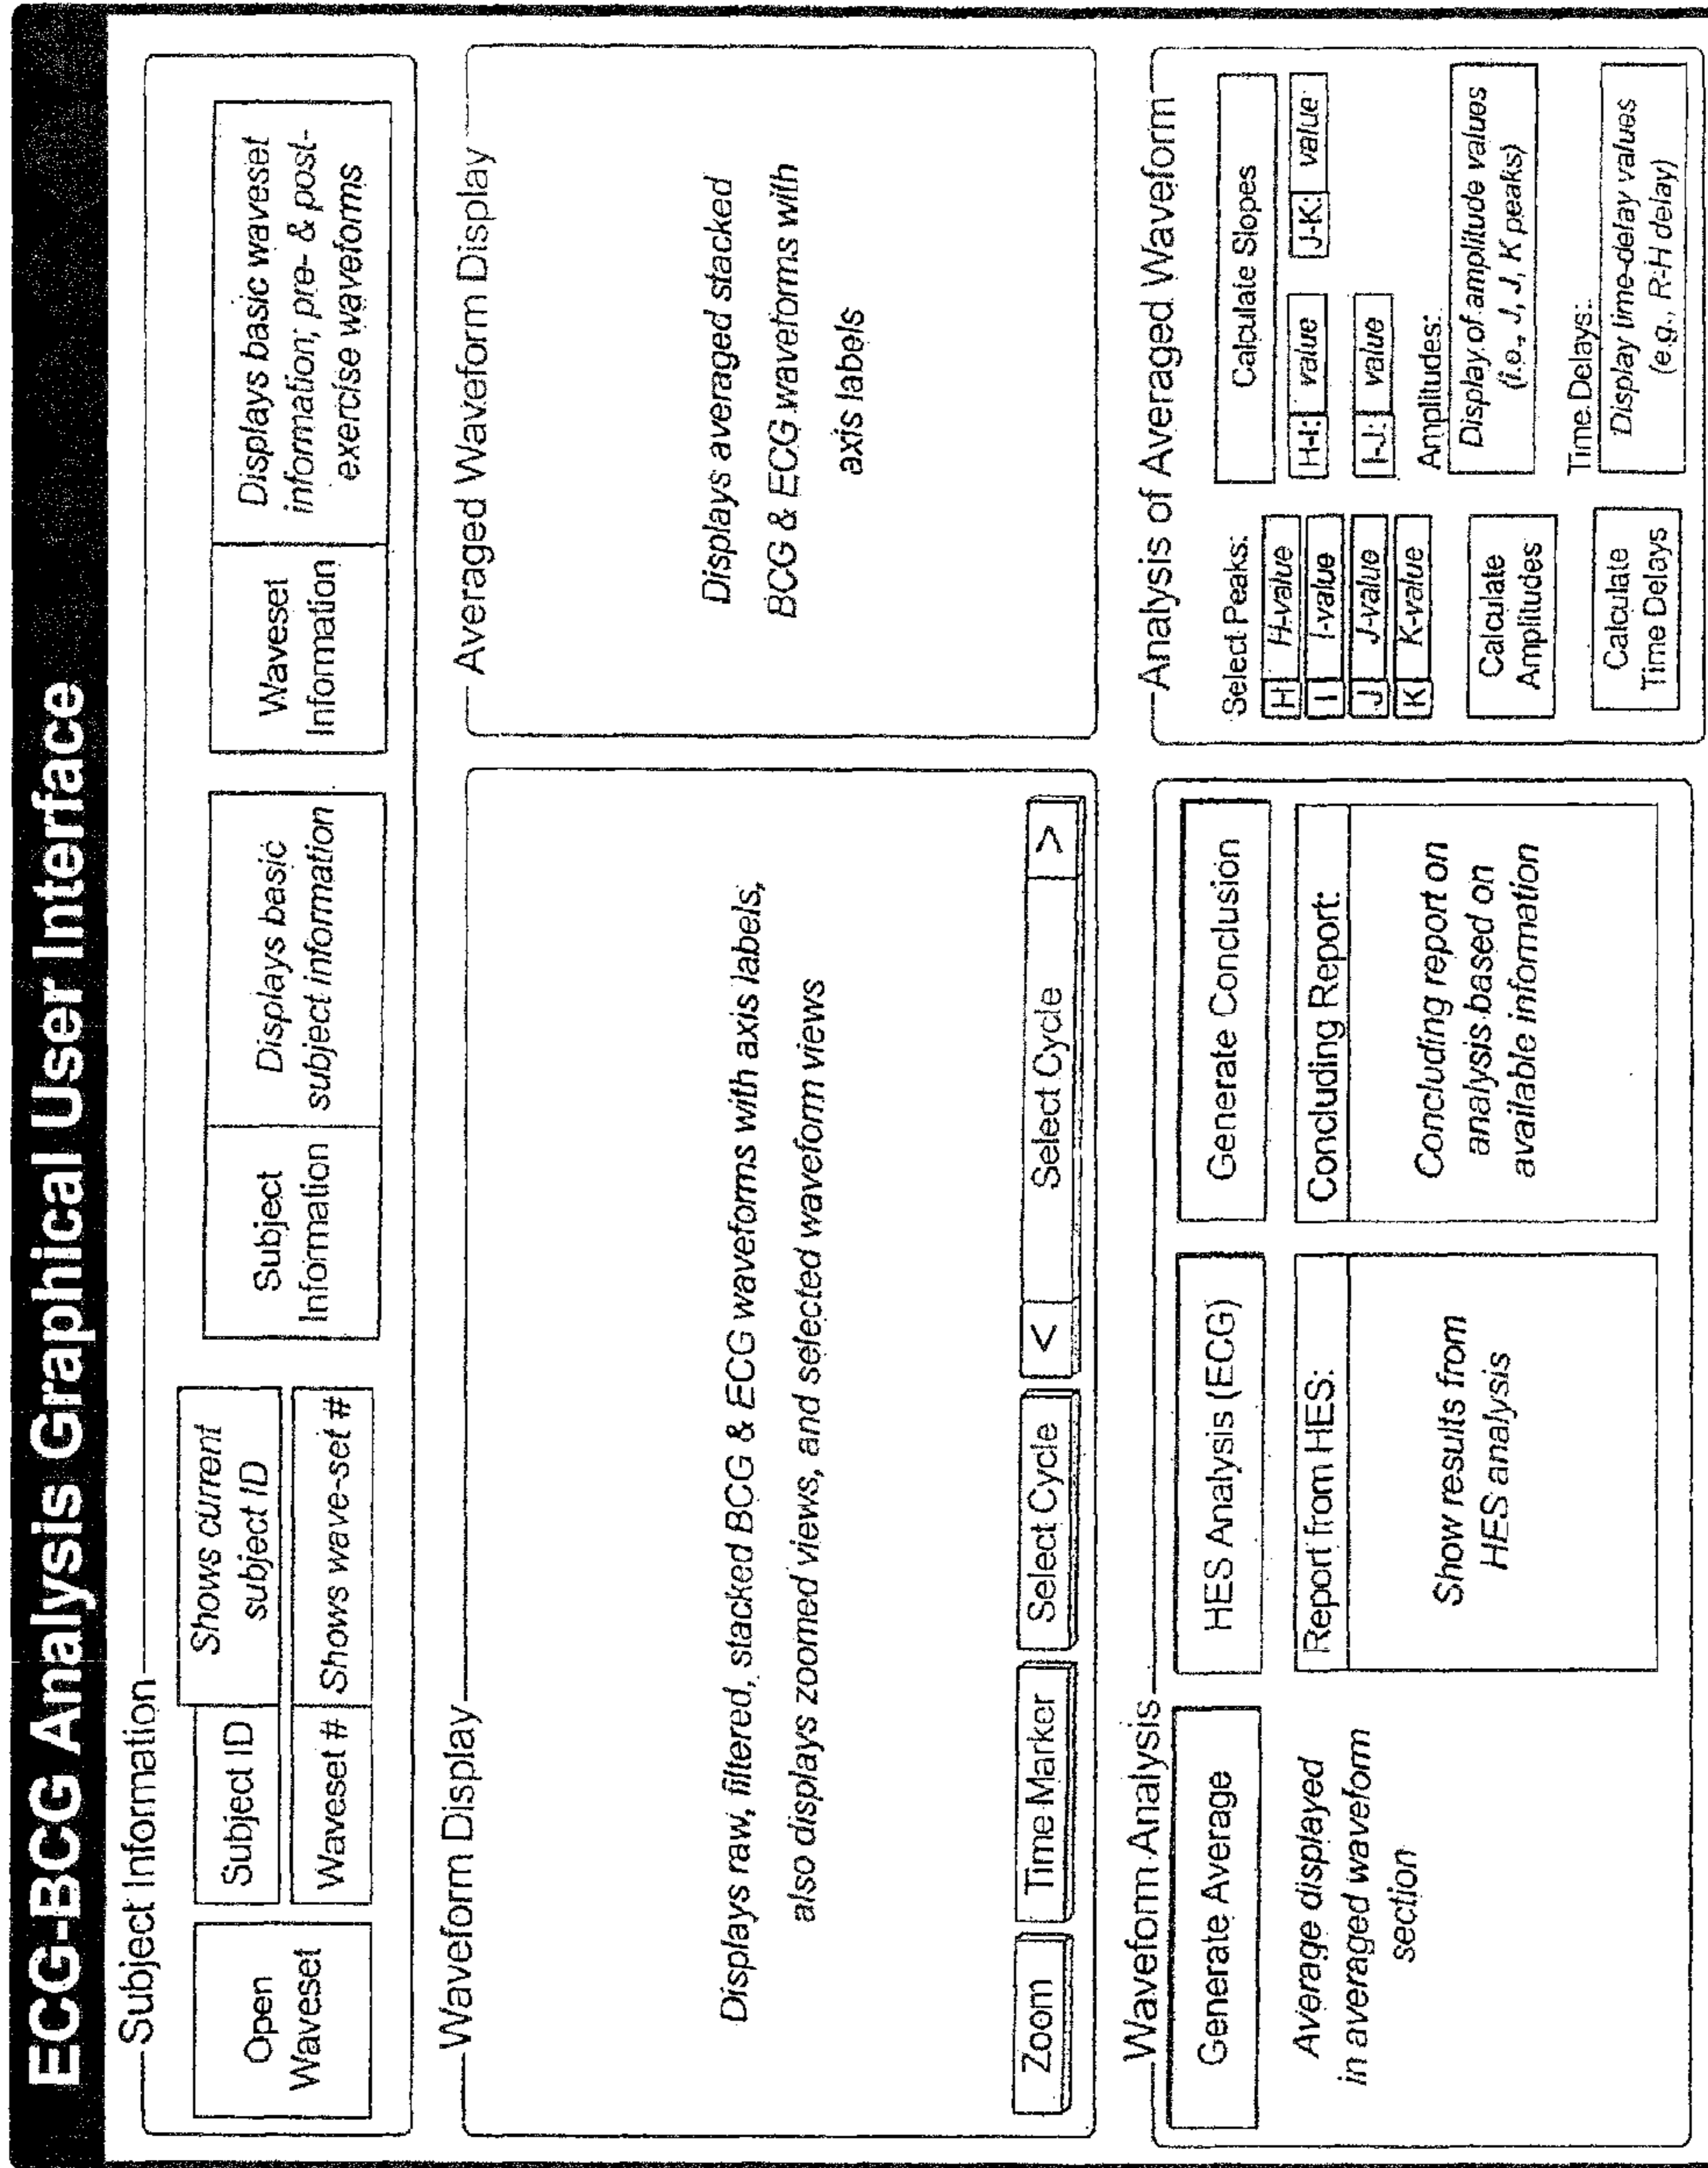 ECG-BCG Analysis Graphical User Interface
Subject Information
Open
Waveset
Subject ID
Shows current
subject ID
Waveset #
Shows wave-set #
Subject
Information
Displays basic
subject information
Waveset
Information
Displays basic waveset
information; pre- & post-
exercise waveforms
Waveform Display
Displays raw, filtered, stacked BCG & ECG waveforms with axis labels,
also displays zoomed views, and selected waveform views
Zoom
Time Marker
Select Cycle
<
Select Cycle
>
Averaged Waveform Display
Displays averaged stacked
BCG & ECG waveforms with
axis labels
Waveform Analysis
Generate Average
Average displayed
in averaged waveform
section
HES Analysis (ECG)
Report from HES:
Show results from
HES analysis
Generate Conclusion
Concluding Report:
Concluding report on
analysis based on
available information
Analysis of Averaged Waveform
Select Peaks:
H H-value
I I-value
J J-value
K K-value
Calculate
Amplitudes
Calculate
Time Delays
Calculate Slopes
H-I: value
J-K: value
I-J: value
Amplitudes:
Display of amplitude values
(i.e., J, J, K peaks)
Time Delays:
Display time-delay values
(e.g., R-H delay)